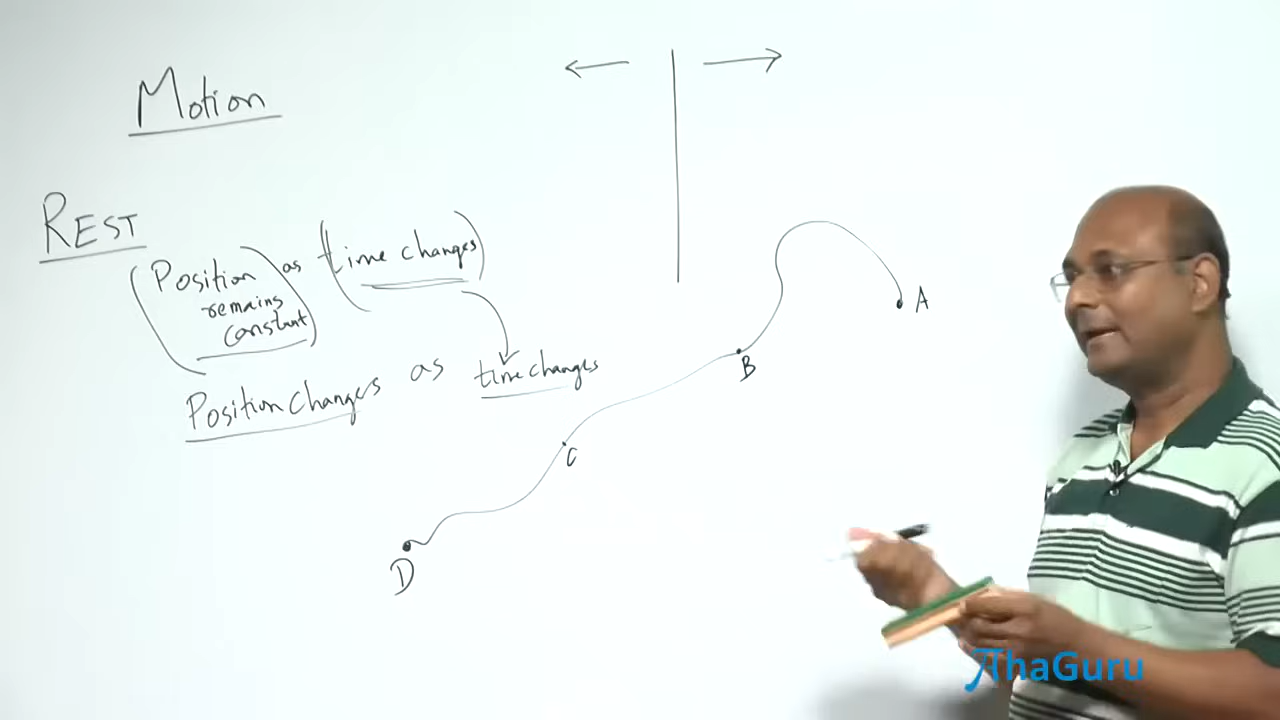 Motion
REST
(Position as (time changes)
remains
constant)
Position changes as time changes
A
B
C
D
ThaGuru